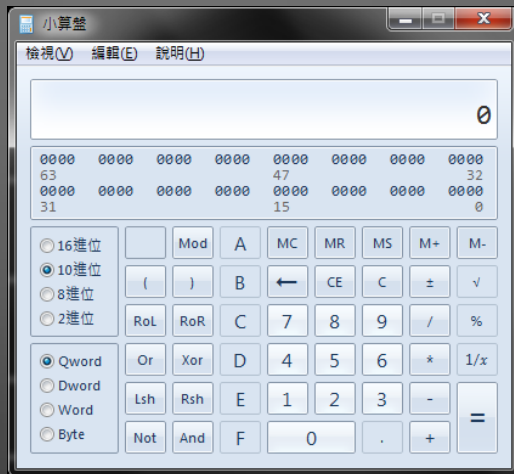 小算盤
檢視(V) 編輯(E) 說明(H)
0
0000 0000 0000 0000 0000 0000 0000 0000
63 47 32
0000 0000 0000 0000 0000 0000 0000 0000
31 15 0
16進位 Mod A MC MR MS M+ M-
10進位 ( ) B ← CE C ± √
8進位
2進位 RoL RoR C 7 8 9 / %
Qword Or Xor D 4 5 6 * 1/x
Dword
Word Lsh Rsh E 1 2 3 - =
Byte Not And F 0 . +